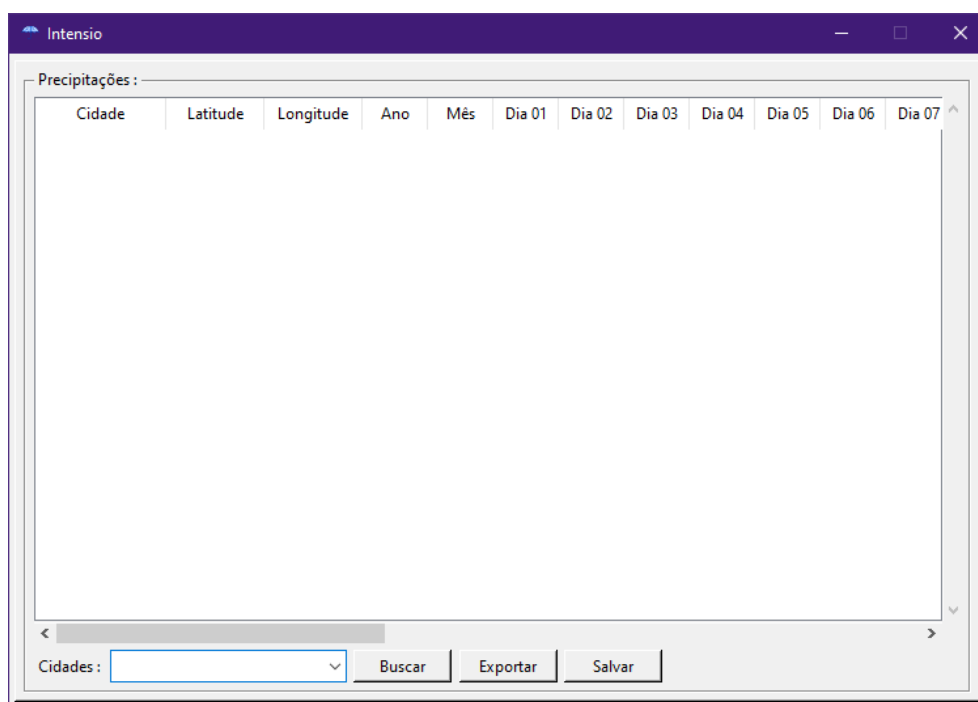 Intensio
Precipitações :
Cidade Latitude Longitude Ano Mês Dia 01 Dia 02 Dia 03 Dia 04 Dia 05 Dia 06 Dia 07
Cidades : Buscar Exportar Salvar